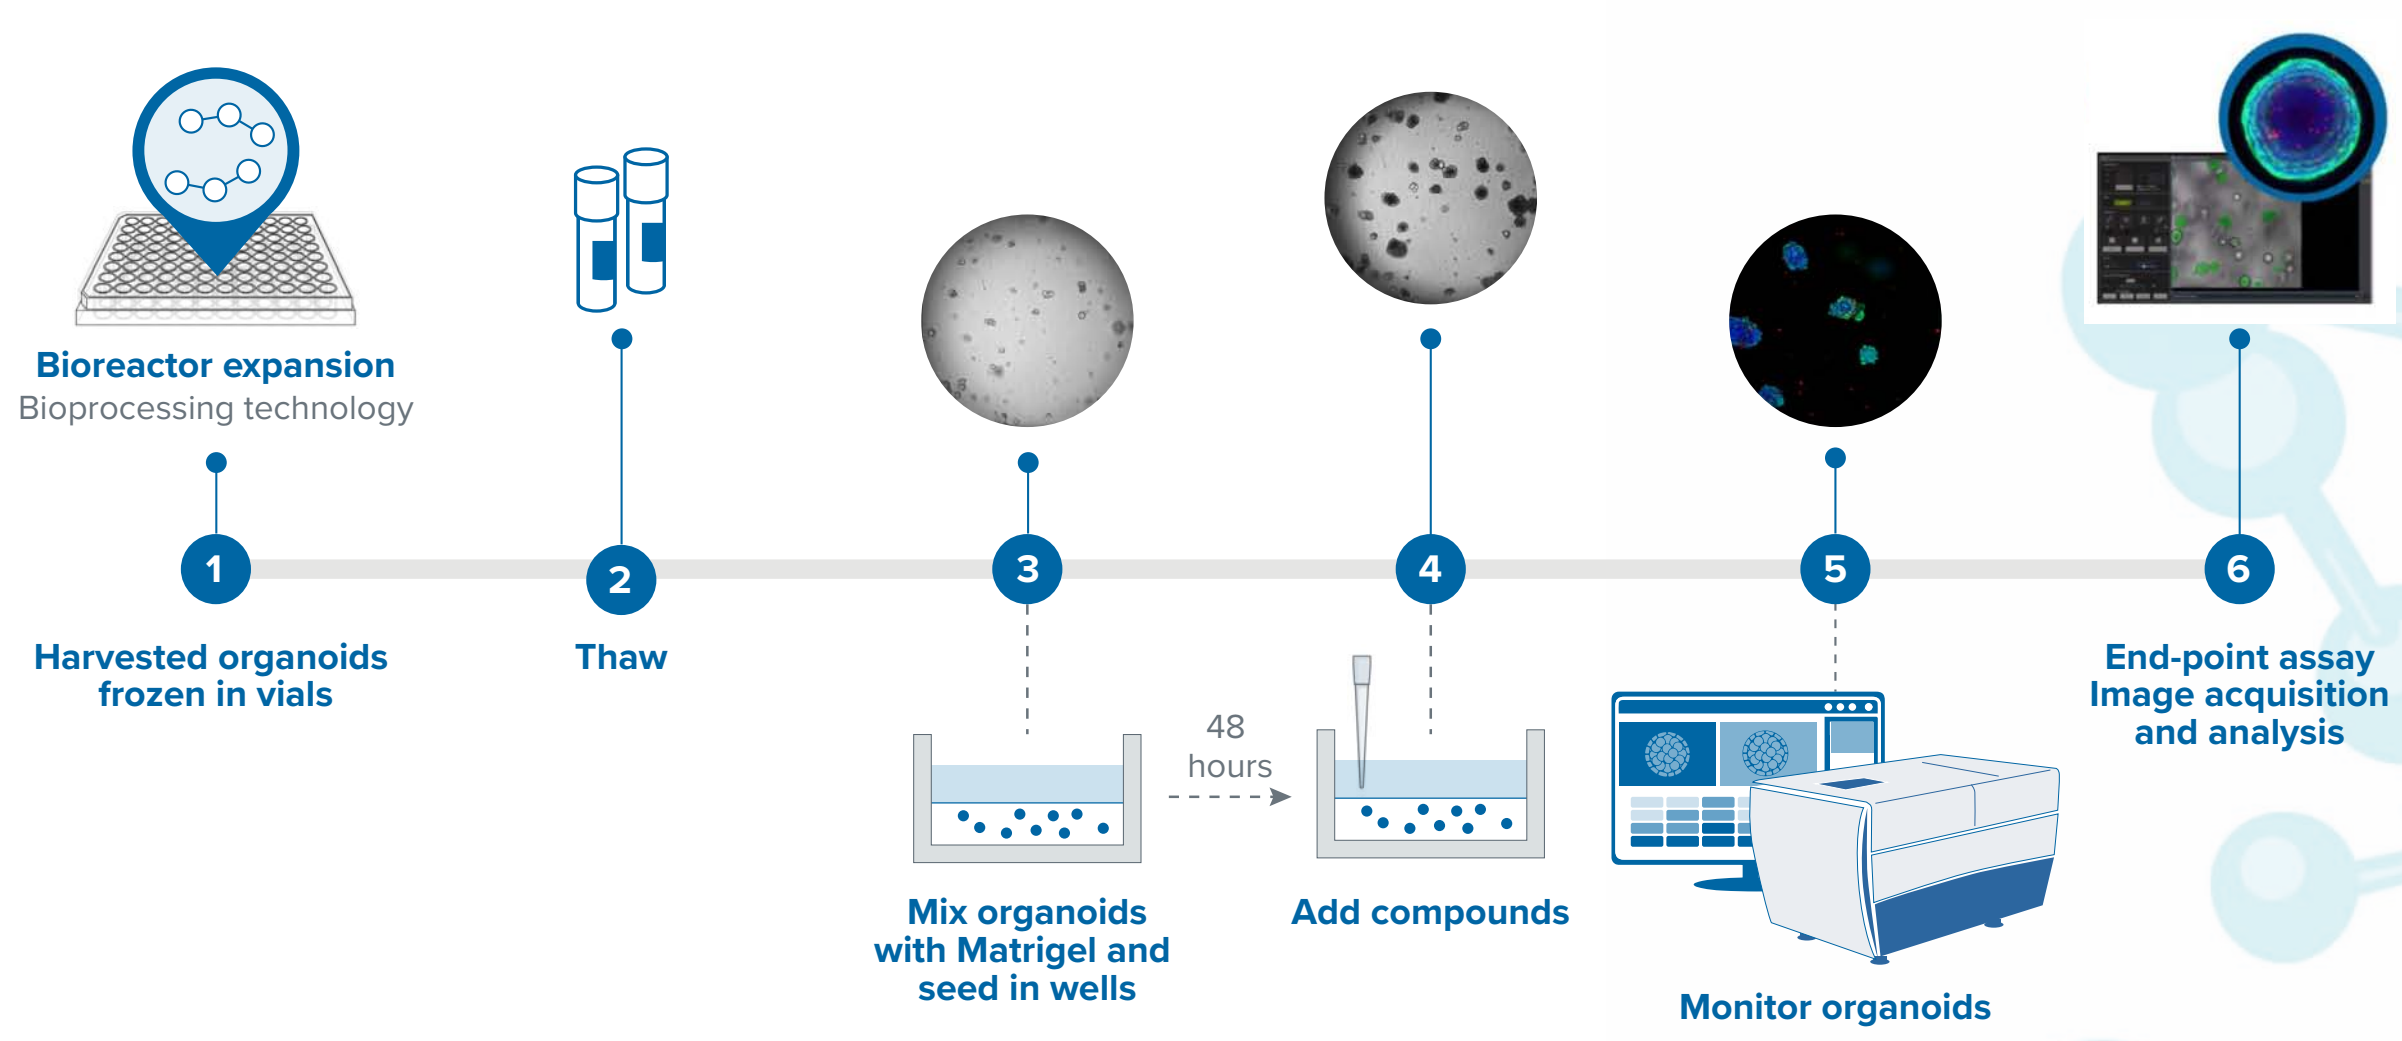 Bioreactor expansion
Bioprocessing technology
1
Harvested organoids
frozen in vials
2
Thaw
3
Mix organoids
with Matrigel and
seed in wells
48
hours
4
Add compounds
5
Monitor organoids
6
End-point assay
Image acquisition
and analysis